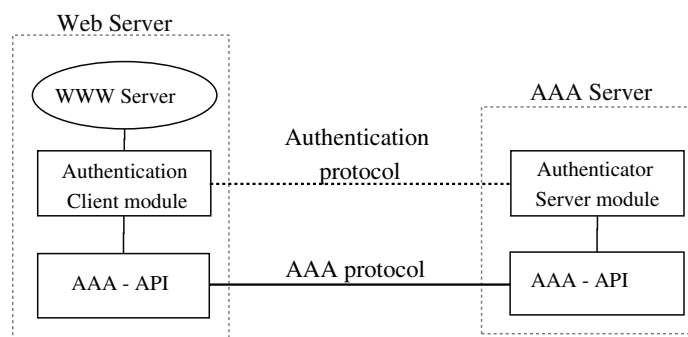 Web Server
WWW Server
AAA Server
Authentication
protocol
Authentication
Client module
Authenticator
Server module
AAA protocol
AAA - API
AAA - API